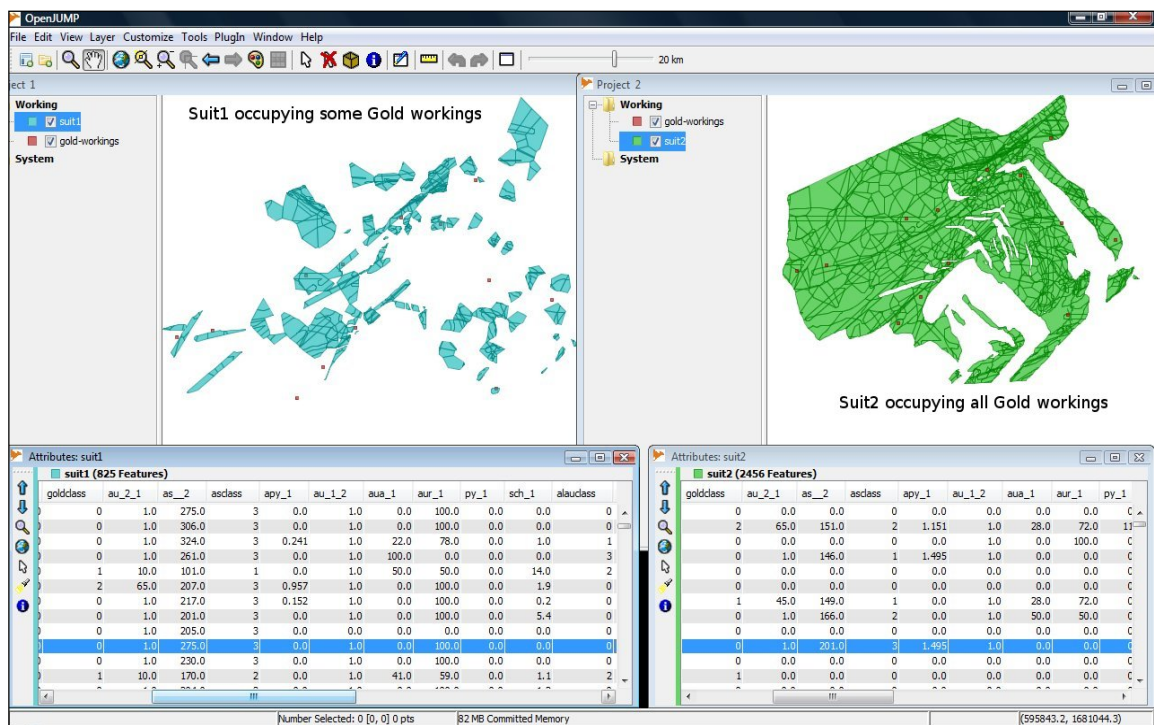 OpenJUMP
File Edit View Layer Customize Tools PlugIn Window Help
20 km
ject 1
Working
suit1
gold-workings
System
Suit1 occupying some Gold workings
Project 2
Working
gold-workings
suit2
System
Suit2 occupying all Gold workings
Attributes: suit1
suit1 (825 Features)
goldclass au_2_1 as__2 asclass apy_1 au_1_2 aua_1 aur_1 py_1 sch_1 alauclass
0 1.0 275.0 3 0.0 1.0 0.0 100.0 0.0 0.0 0
0 1.0 306.0 3 0.0 1.0 0.0 100.0 0.0 0.0 0
0 1.0 324.0 3 0.241 1.0 22.0 78.0 0.0 1.0 1
0 1.0 261.0 3 0.0 1.0 100.0 0.0 0.0 0.0 3
1 10.0 101.0 1 0.0 1.0 50.0 50.0 0.0 14.0 2
2 65.0 207.0 3 0.957 1.0 0.0 100.0 0.0 1.9 0
0 1.0 217.0 3 0.152 1.0 0.0 100.0 0.0 0.2 0
0 1.0 201.0 3 0.0 1.0 0.0 100.0 0.0 5.4 0
0 1.0 205.0 3 0.0 1.0 0.0 0.0 0.0 0.0 0
0 1.0 275.0 3 0.0 1.0 0.0 100.0 0.0 0.0 0
0 1.0 230.0 3 0.0 1.0 0.0 100.0 0.0 0.0 0
1 10.0 170.0 2 0.0 1.0 41.0 59.0 0.0 1.1 2
Attributes: suit2
suit2 (2456 Features)
goldclass au_2_1 as__2 asclass apy_1 au_1_2 aua_1 aur_1 py_1
0 0.0 0.0 0 0.0 0.0 0.0 0.0
2 65.0 151.0 2 1.151 1.0 28.0 72.0 11
0 0.0 0.0 0 0.0 1.0 0.0 100.0
0 1.0 146.0 1 1.495 1.0 0.0 0.0
0 0.0 0.0 0 0.0 0.0 0.0 0.0
0 0.0 0.0 0 0.0 0.0 0.0 0.0
1 45.0 149.0 1 0.0 1.0 28.0 72.0
0 1.0 166.0 2 0.0 1.0 50.0 50.0
0 0.0 0.0 0 0.0 0.0 0.0 0.0
0 1.0 201.0 3 1.495 1.0 0.0 0.0
0 0.0 0.0 0 0.0 0.0 0.0 0.0
1 0.0 0.0 0 0.0 0.0 0.0 0.0
Number Selected: 0 [0, 0] 0 pts
82 MB Committed Memory
(595843.2, 1681044.3)